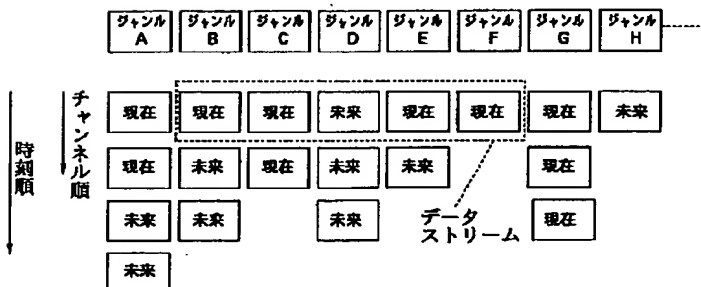 ジャンル A
ジャンル B
ジャンル C
ジャンル D
ジャンル E
ジャンル F
ジャンル G
ジャンル H
時刻順
チャンネル順
現在 現在 現在 未来 現在 現在 現在 未来
現在 未来 現在 未来 未来 現在
未来 未来 未来 現在
未来
データ
ストリーム